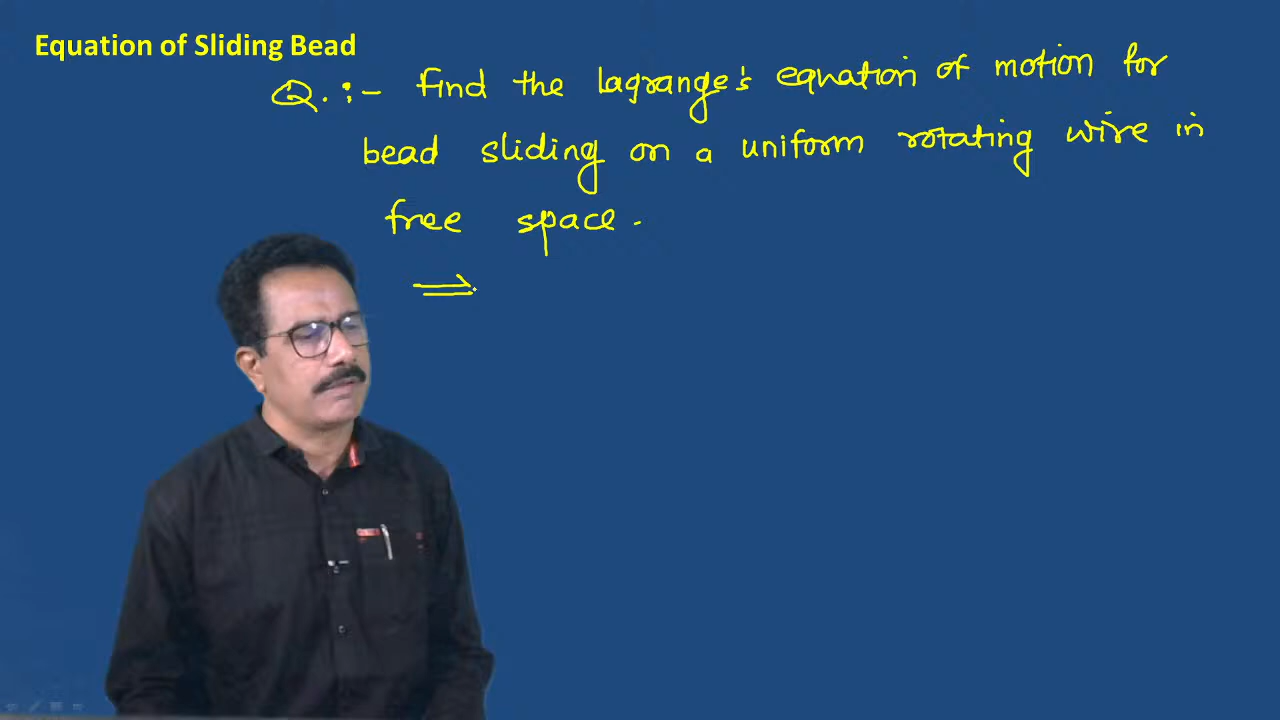 Equation of Sliding Bead
Q. :- Find the Lagrange's equation of motion for
bead sliding on a uniform rotating wire in
free space.
⇒